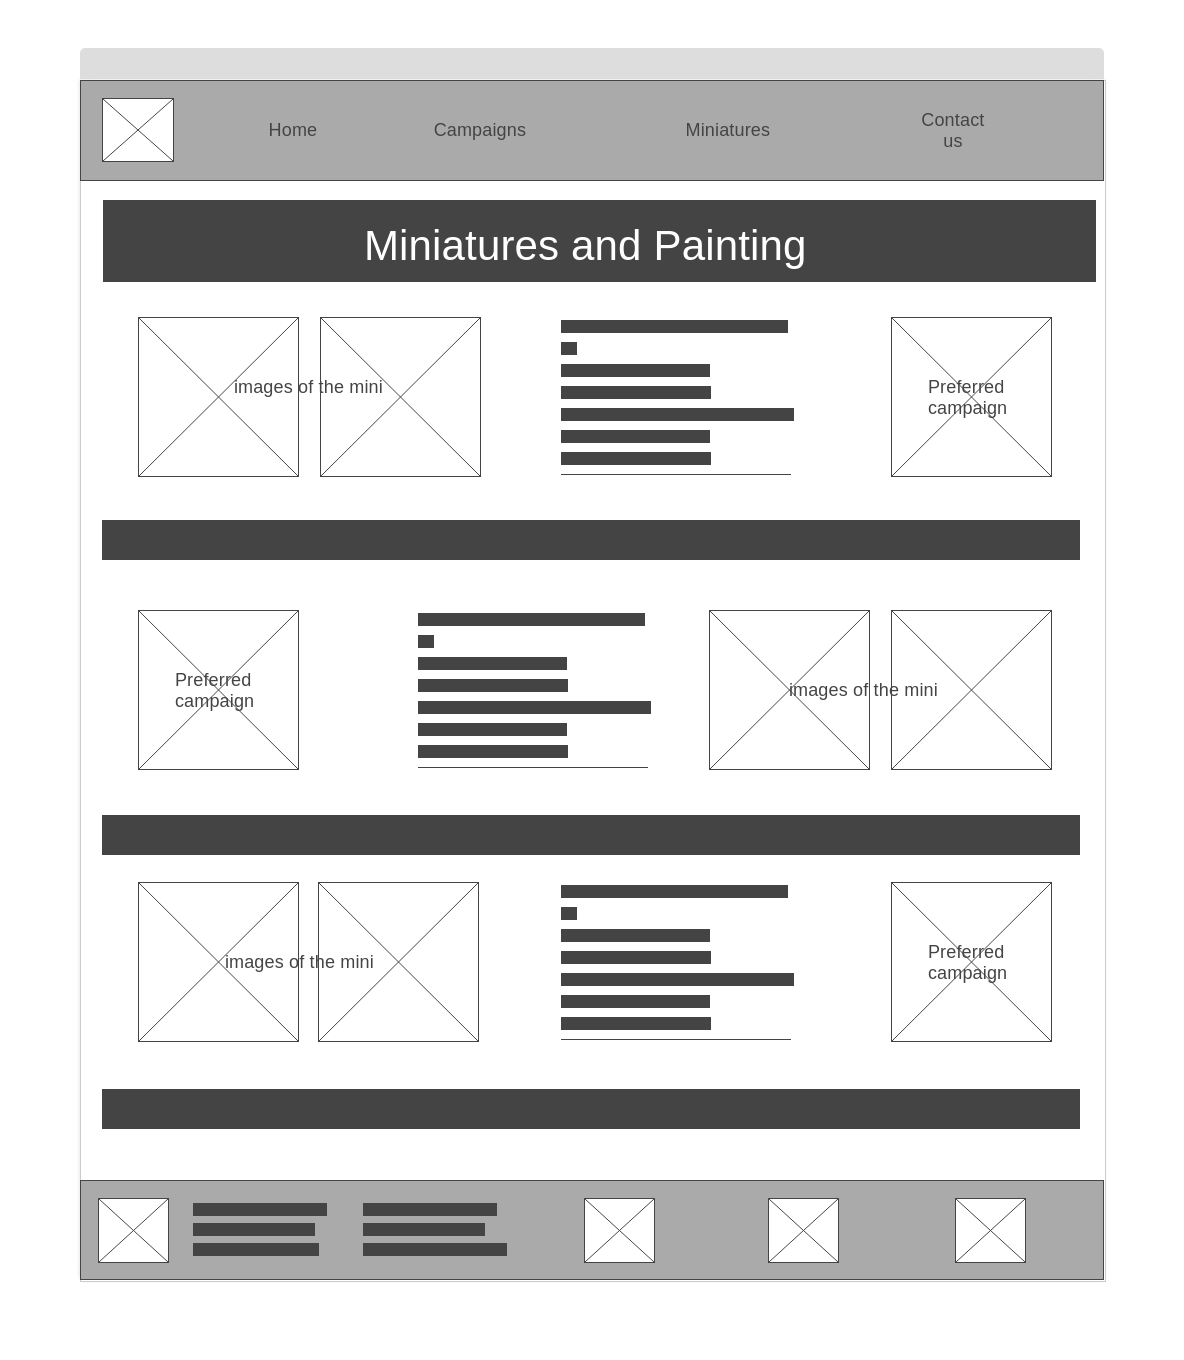 Home
Campaigns
Miniatures
Contact
us
Miniatures and Painting
images of the mini
Preferred
campaign
Preferred
campaign
images of the mini
images of the mini
Preferred
campaign